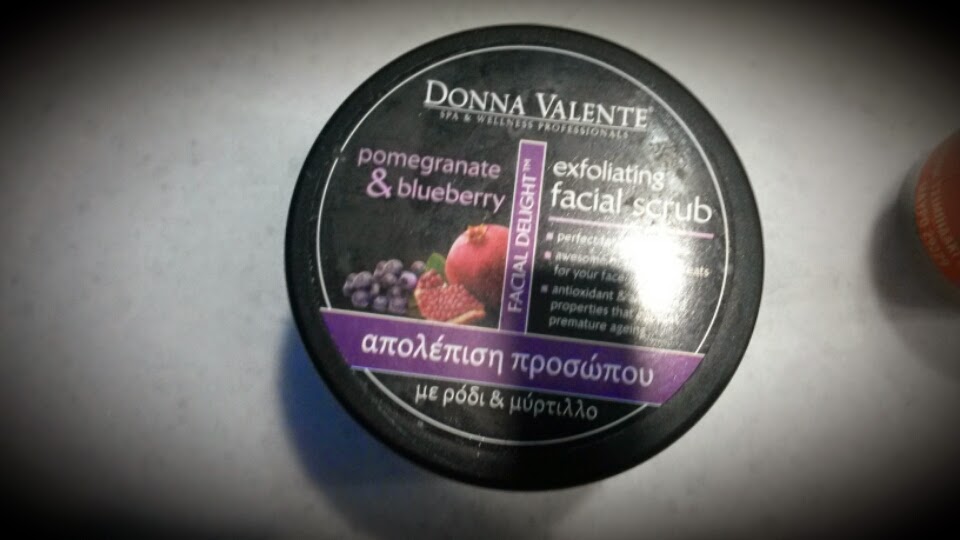 DONNA VALENTE
SPA & WELLNESS PROFESSIONALS
pomegranate
& blueberry
FACIAL DELIGHT™
exfoliating
facial scrub
awesome
for your face
antioxidant &
properties that
premature ageing
απολέπιση προσώπου
με ρόδι & μύρτιλλο